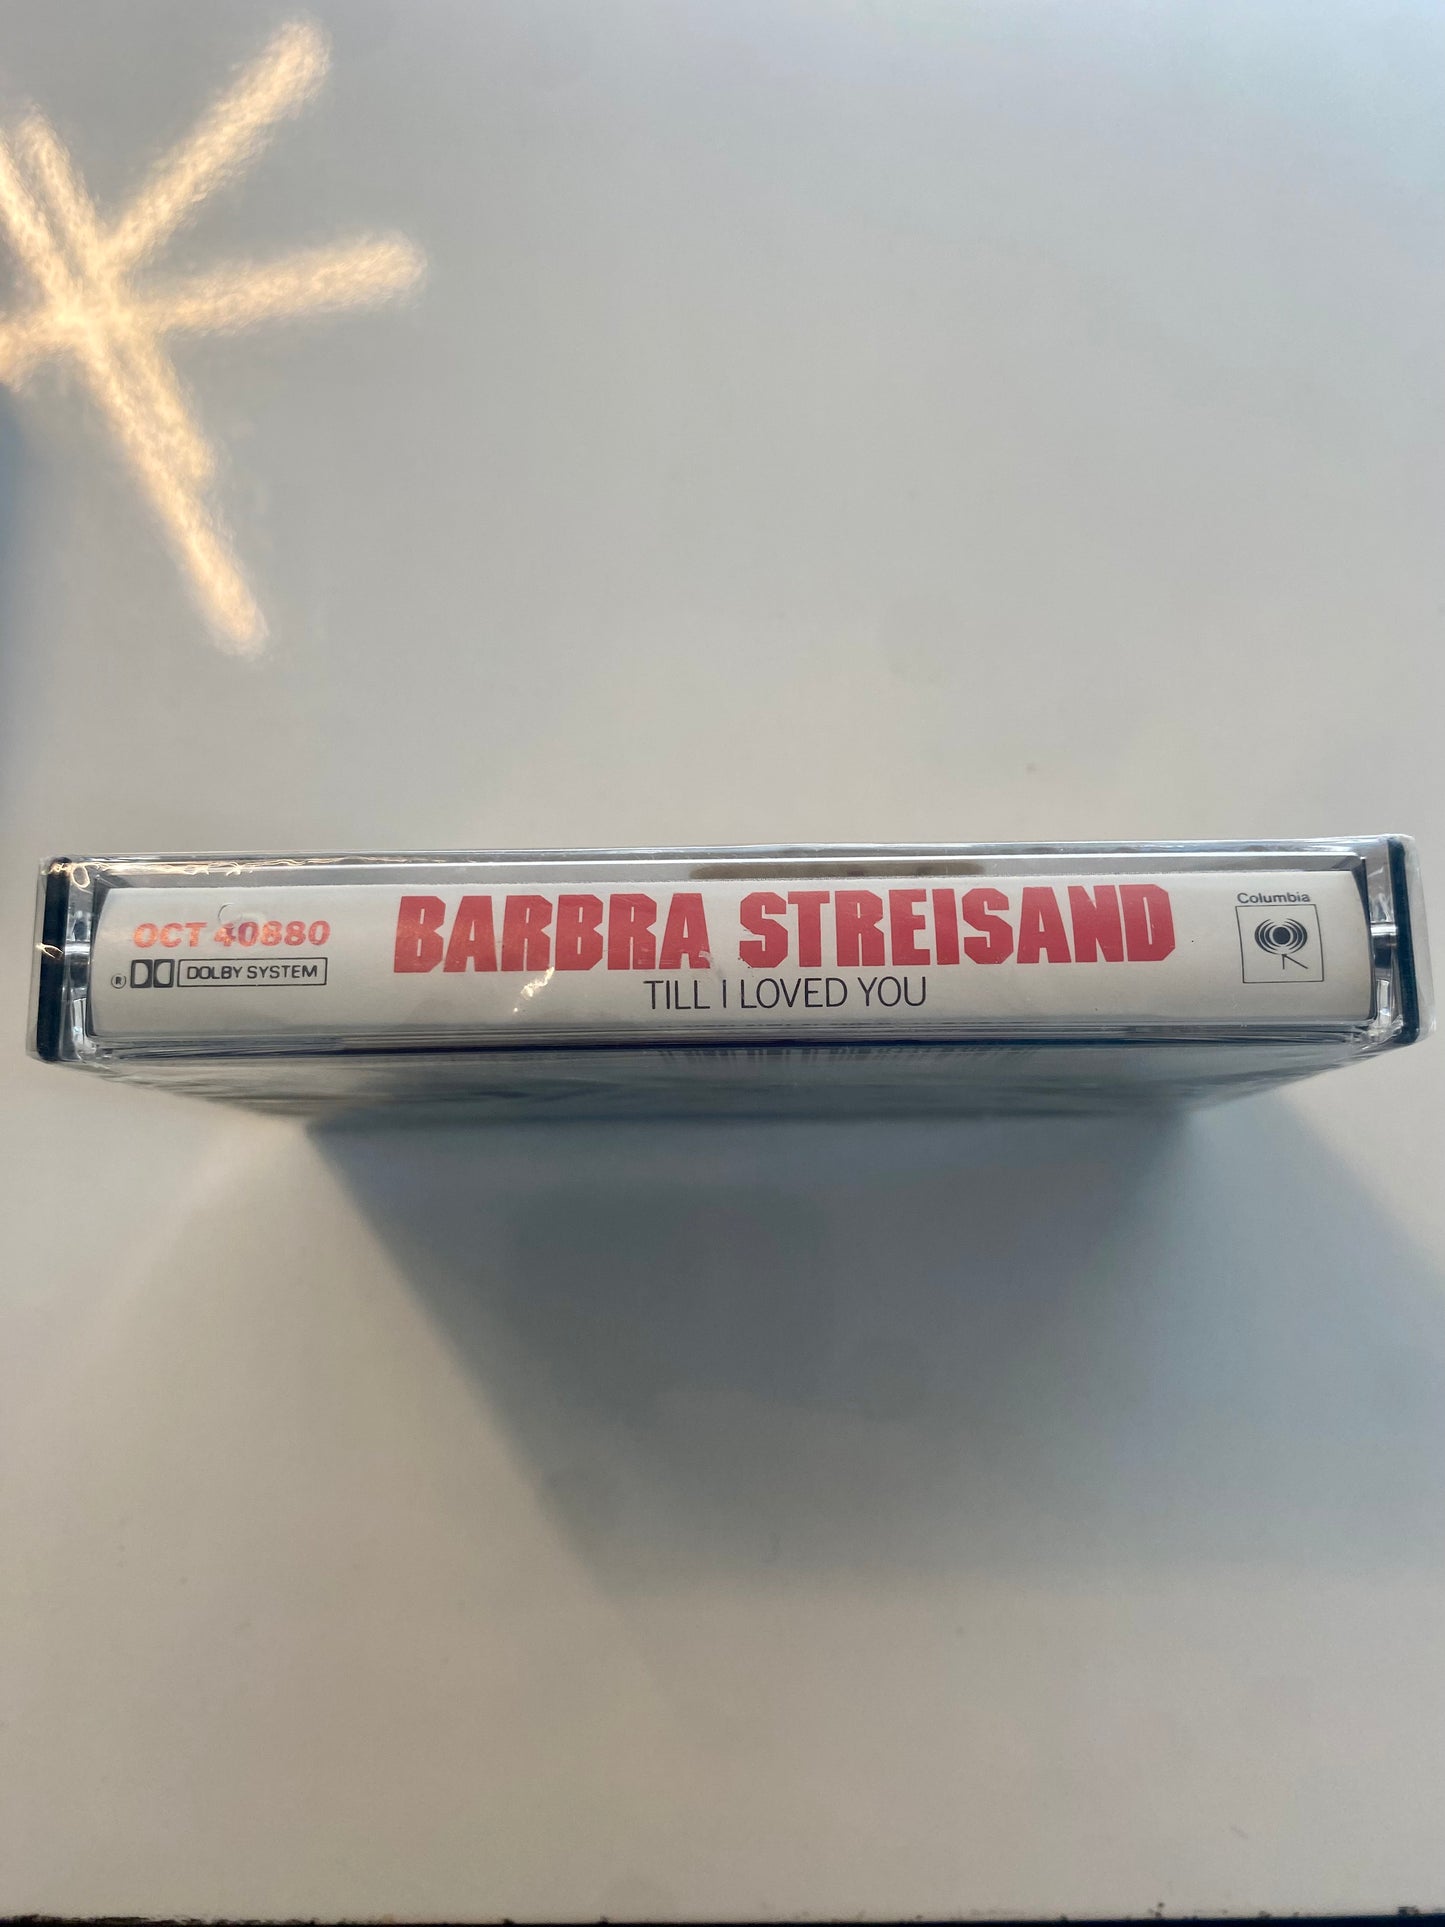 OCT 40880
® DOLBY SYSTEM
BARBRA STREISAND
TILL I LOVED YOU
Columbia